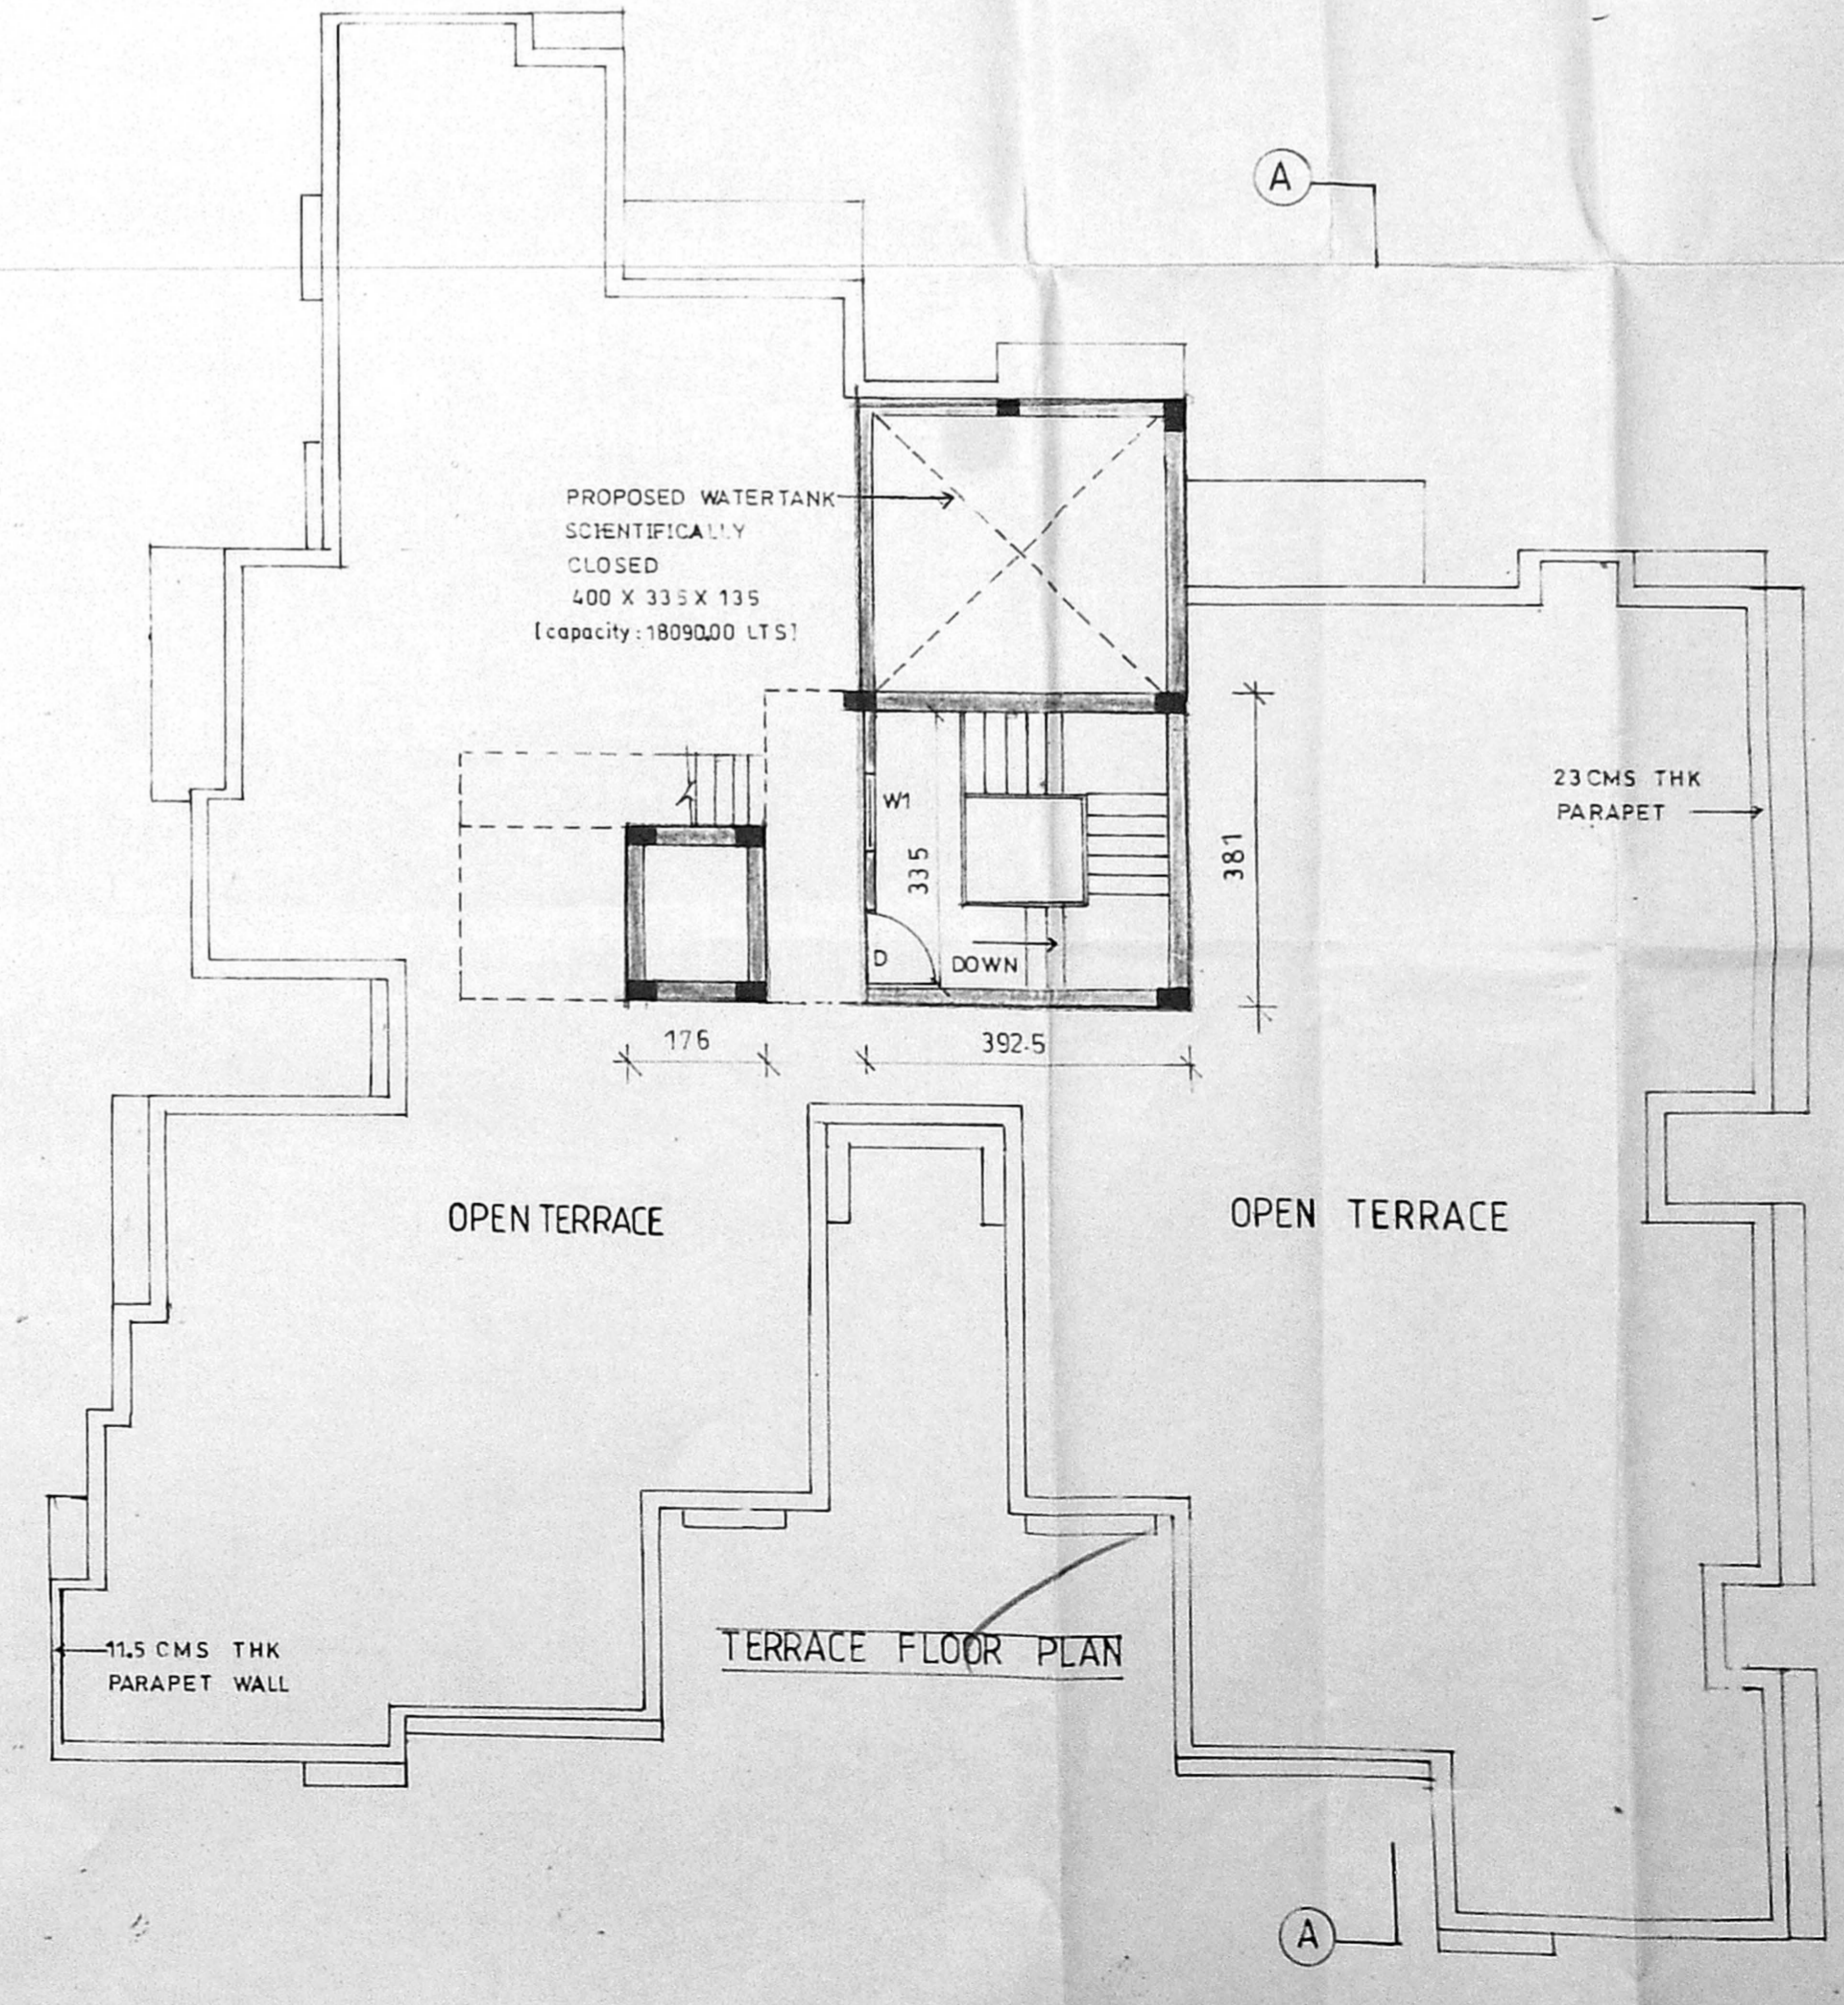 A
PROPOSED WATERTANK
SCIENTIFICALLY
CLOSED
400 X 335 X 135
[capacity: 18090.00 LTS]
23 CMS THK
PARAPET
W1
335
381
D
DOWN
176
392.5
OPEN TERRACE
OPEN TERRACE
11.5 CMS THK
PARAPET WALL
TERRACE FLOOR PLAN
A